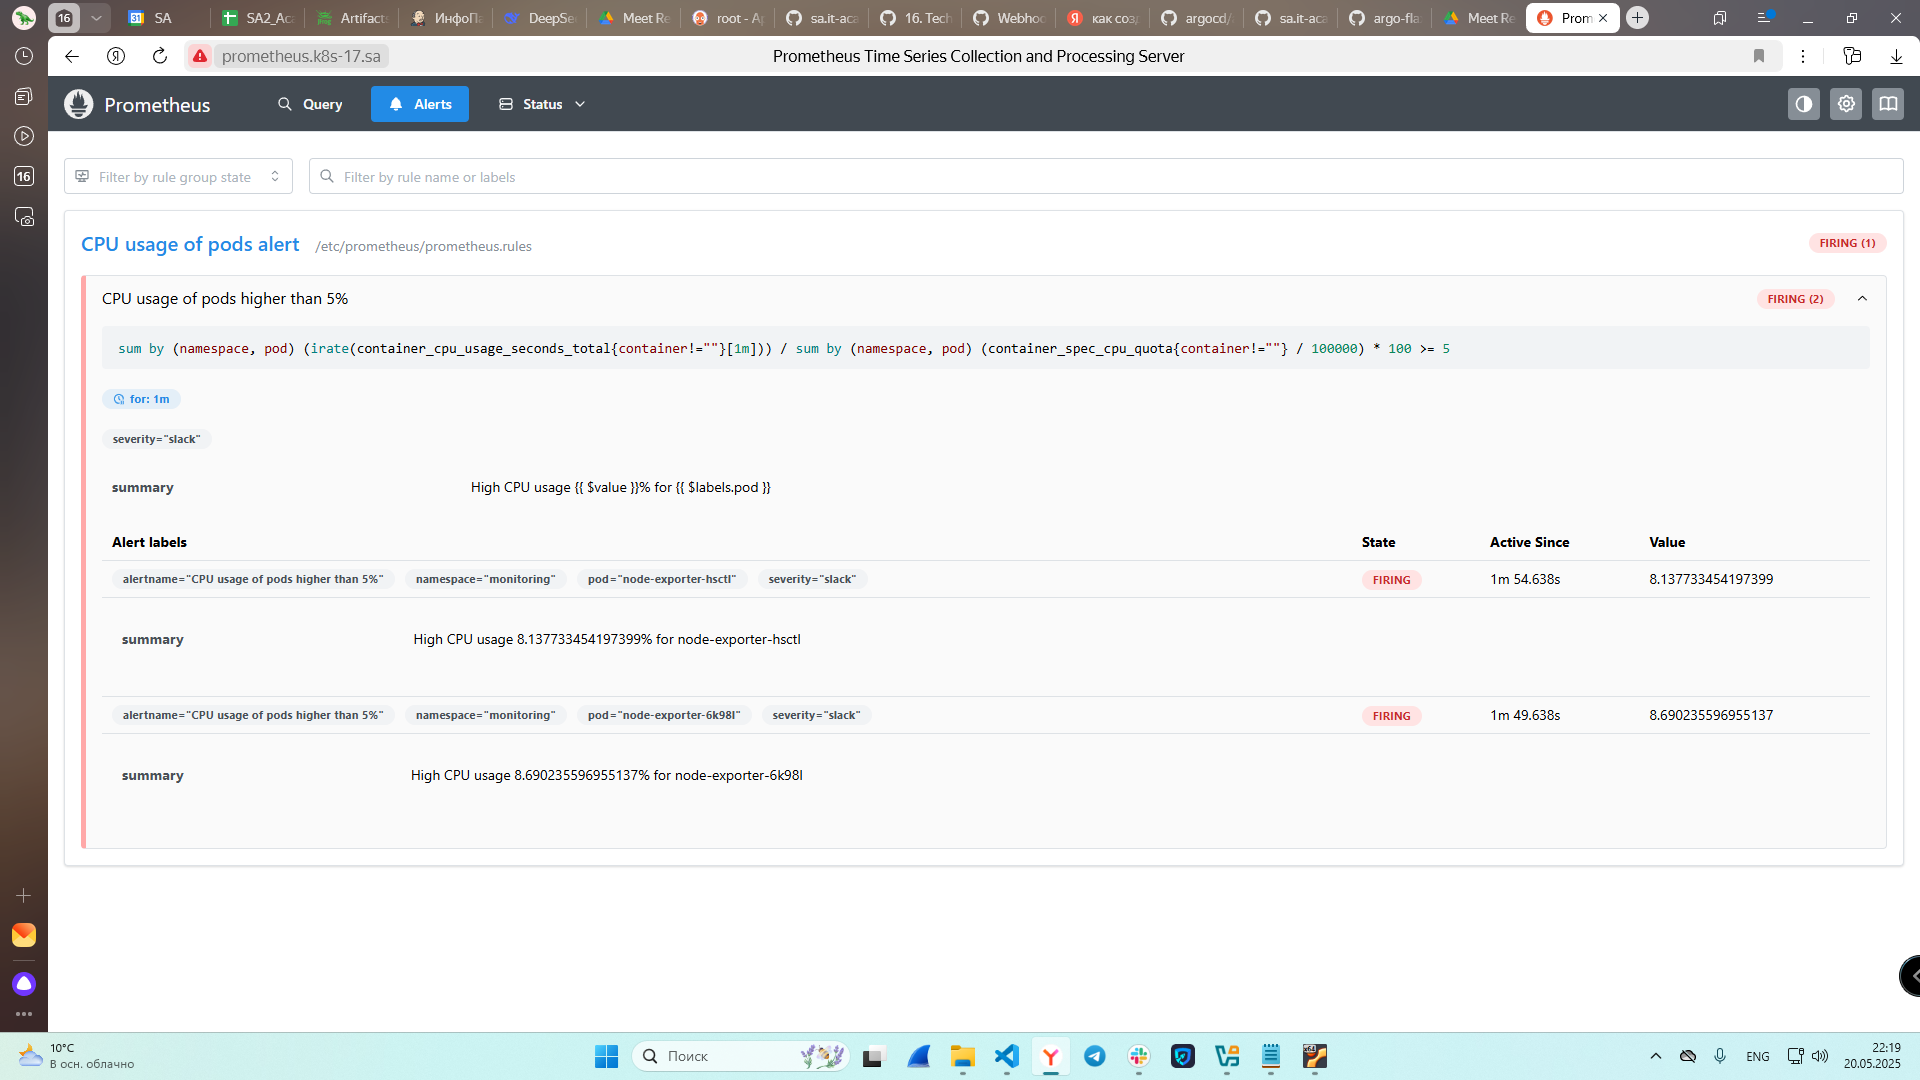 16
31 SA
SA2_Aca
Artifacts
ИнфоПа
DeepSee
Meet Re
root - Ap
sa.it-aca
16. Tech
Webhoo
как созд
argocd/
sa.it-aca
argo-fla
Meet Re
Prom
prometheus.k8s-17.sa
Prometheus Time Series Collection and Processing Server
16
Prometheus
Query
Alerts
Status
Filter by rule group state
Filter by rule name or labels
CPU usage of pods alert /etc/prometheus/prometheus.rules FIRING (1)
CPU usage of pods higher than 5% FIRING (2)
sum by (namespace, pod) (irate(container_cpu_usage_seconds_total{container!=""}[1m])) / sum by (namespace, pod) (container_spec_cpu_quota{container!=""} / 100000) * 100 >= 5
for: 1m
severity="slack"
summary High CPU usage {{ $value }}% for {{ $labels.pod }}
Alert labels State Active Since Value
alertname="CPU usage of pods higher than 5%" namespace="monitoring" pod="node-exporter-hsctl" severity="slack" FIRING 1m 54.638s 8.137733454197399
summary High CPU usage 8.137733454197399% for node-exporter-hsctl
alertname="CPU usage of pods higher than 5%" namespace="monitoring" pod="node-exporter-6k98l" severity="slack" FIRING 1m 49.638s 8.690235596955137
summary High CPU usage 8.690235596955137% for node-exporter-6k98l
10°C
В осн. облачно
Поиск
ENG
22:19
20.05.2025